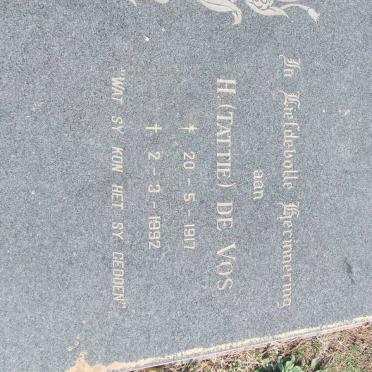 In Liefdevolle Herinnering
aan
H (TATTIE) DE VOS
* 20 - 5 - 1917
† 2 - 3 - 1992
"WAT SY KON HET SY GEDOEN"